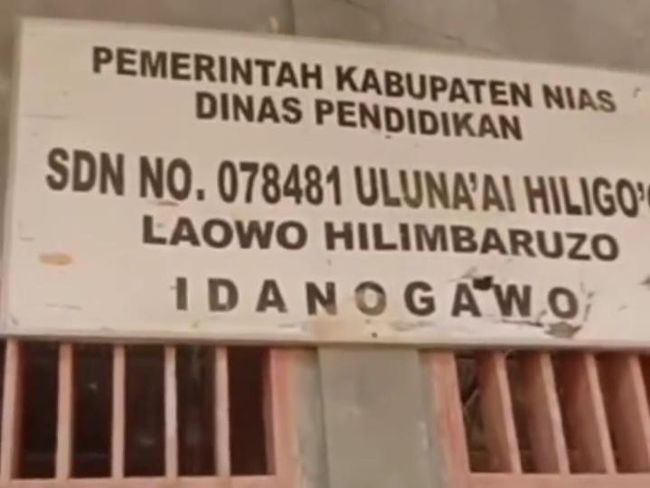 PEMERINTAH KABUPATEN NIAS
DINAS PENDIDIKAN
SDN NO. 078481 ULUNA'AI HILIGO'O
LAOWO HILIMBARUZO
IDANOGAWO